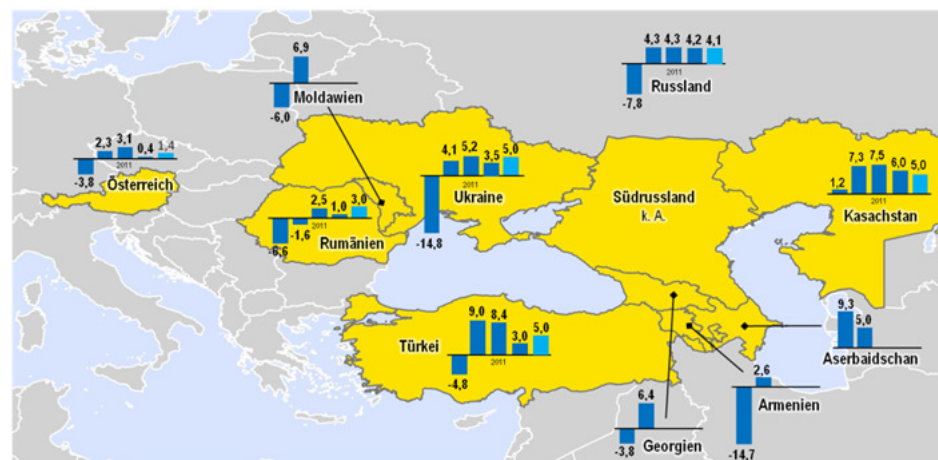 6,9
-6,0
Moldawien
4,3 4,3 4,2 4,1
2011
-7,8
Russland
2,3 3,1 0,4 1,4
2011
-3,8
Österreich
4,1 5,2 3,5 5,0
2011
-14,8
Ukraine
2,5 1,0 3,0
2011
-6,6 -1,6
Rumänien
Südrussland
k. A.
1,2 7,3 7,5 6,0 5,0
2011
Kasachstan
9,0 8,4 3,0 5,0
2011
-4,8
Türkei
9,3 5,0
Aserbaidschan
2,6
-14,7
Armenien
6,4
-3,8
Georgien